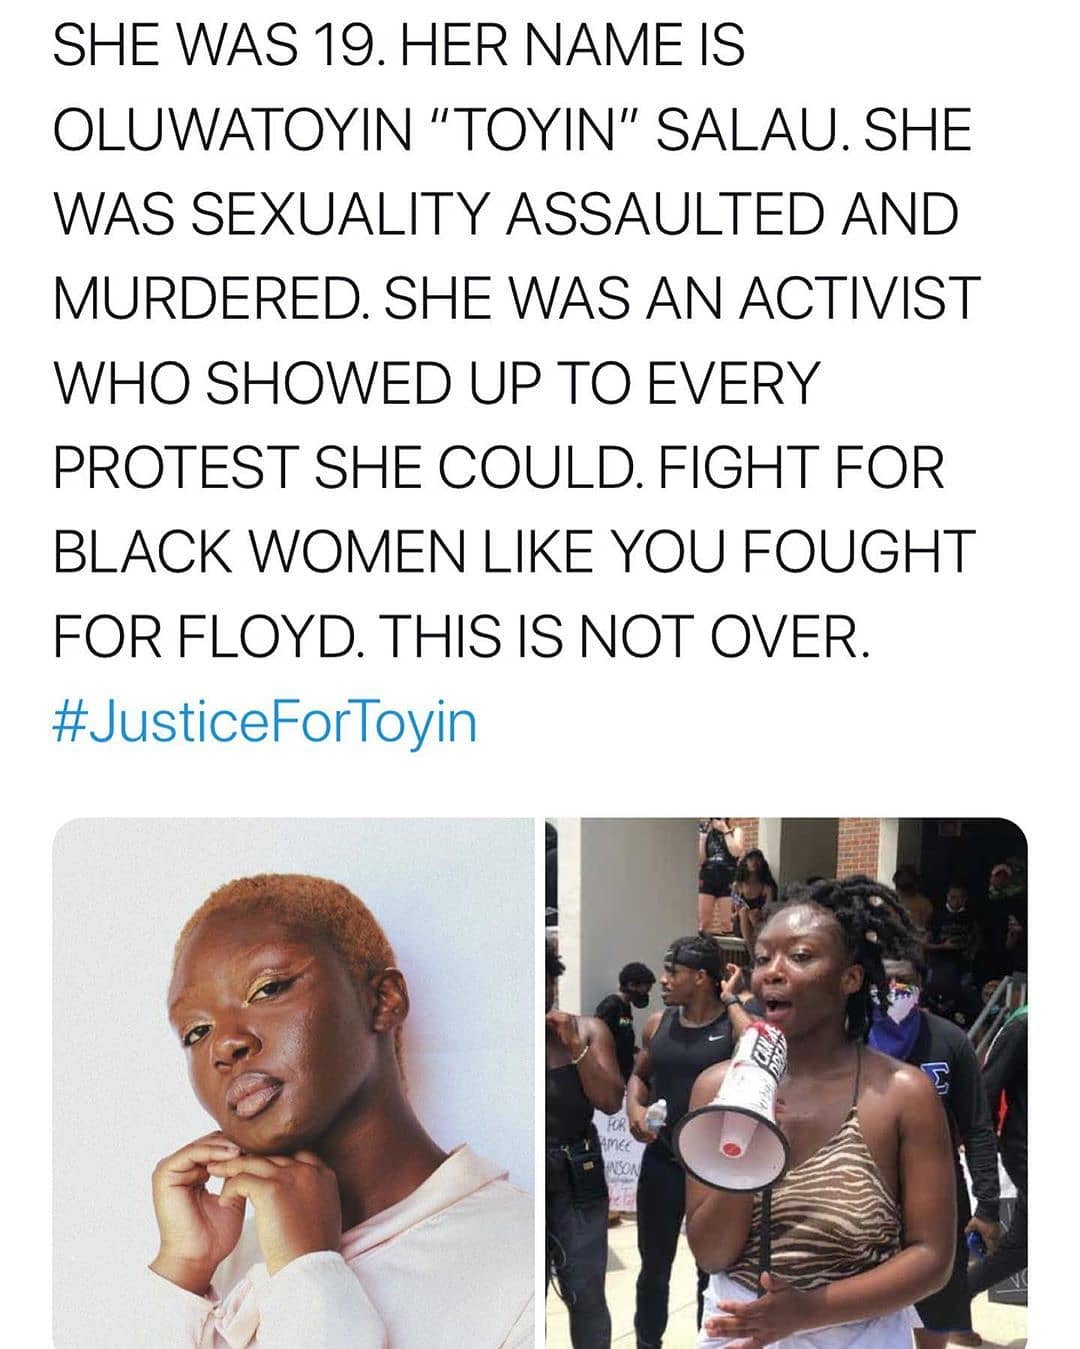 SHE WAS 19. HER NAME IS
OLUWATOYIN “TOYIN” SALAU. SHE
WAS SEXUALITY ASSAULTED AND
MURDERED. SHE WAS AN ACTIVIST
WHO SHOWED UP TO EVERY
PROTEST SHE COULD. FIGHT FOR
BLACK WOMEN LIKE YOU FOUGHT
FOR FLOYD. THIS IS NOT OVER.
#JusticeForToyin
FOR
Σ